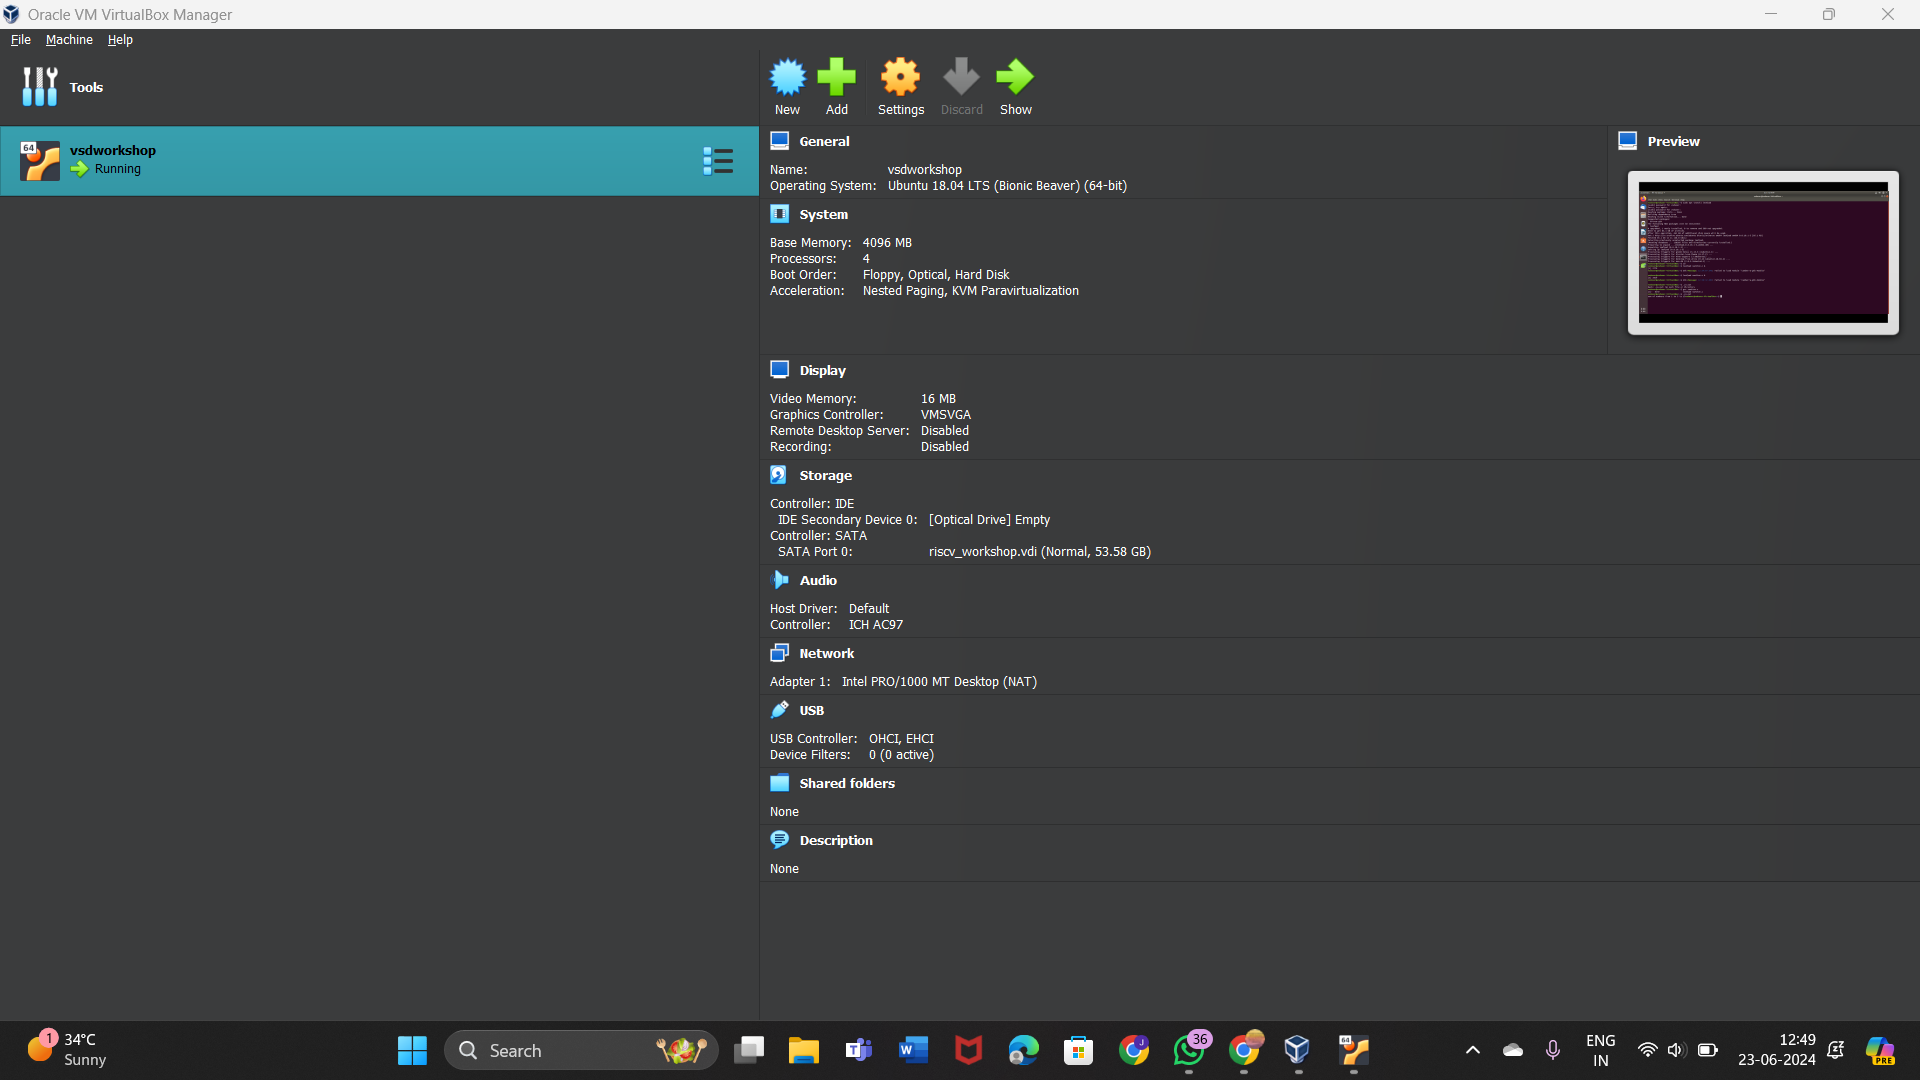 Oracle VM VirtualBox Manager
File Machine Help
Tools
New Add Settings Discard Show
64
vsdworkshop
Running
General
Name: vsdworkshop
Operating System: Ubuntu 18.04 LTS (Bionic Beaver) (64-bit)
Preview
System
Base Memory: 4096 MB
Processors: 4
Boot Order: Floppy, Optical, Hard Disk
Acceleration: Nested Paging, KVM Paravirtualization
Display
Video Memory: 16 MB
Graphics Controller: VMSVGA
Remote Desktop Server: Disabled
Recording: Disabled
Storage
Controller: IDE
IDE Secondary Device 0: [Optical Drive] Empty
Controller: SATA
SATA Port 0: riscv_workshop.vdi (Normal, 53.58 GB)
Audio
Host Driver: Default
Controller: ICH AC97
Network
Adapter 1: Intel PRO/1000 MT Desktop (NAT)
USB
USB Controller: OHCI, EHCI
Device Filters: 0 (0 active)
Shared folders
None
Description
None
1
34°C
Sunny
Search
36
64
ENG
IN
12:49
23-06-2024
PRE